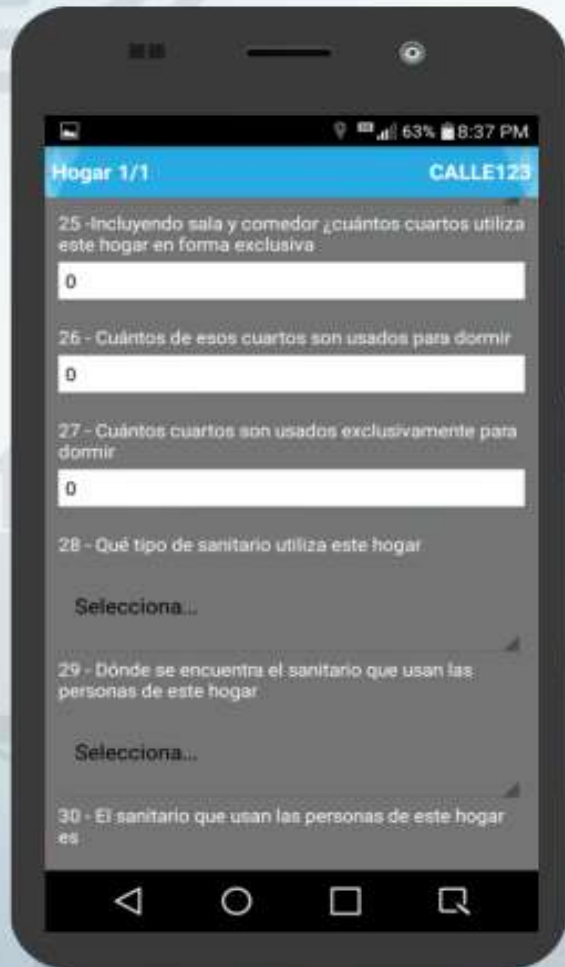 63% 8:37 PM
Hogar 1/1 CALLE123
25 -Incluyendo sala y comedor ¿cuántos cuartos utiliza
este hogar en forma exclusiva
0
26 - Cuántos de esos cuartos son usados para dormir
0
27 - Cuántos cuartos son usados exclusivamente para
dormir
0
28 - Qué tipo de sanitario utiliza este hogar
Selecciona...
29 - Dónde se encuentra el sanitario que usan las
personas de este hogar
Selecciona...
30 - El sanitario que usan las personas de este hogar
es